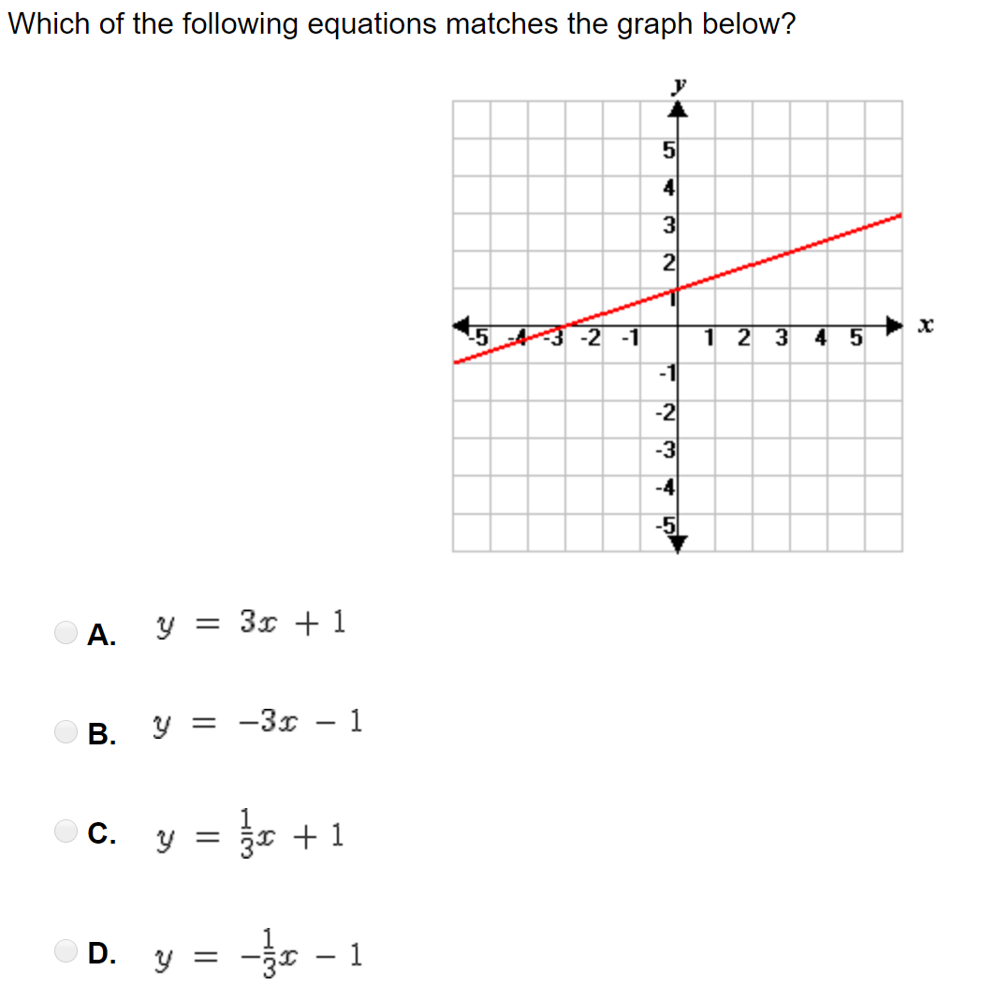 Which of the following equations matches the graph below?
y
5
4
3
2
1
-5 -4 -3 -2 -1 1 2 3 4 5 x
-1
-2
-3
-4
-5
A. y = 3x + 1
B. y = −3x − 1
C. y = 1/3x + 1
D. y = −1/3x − 1